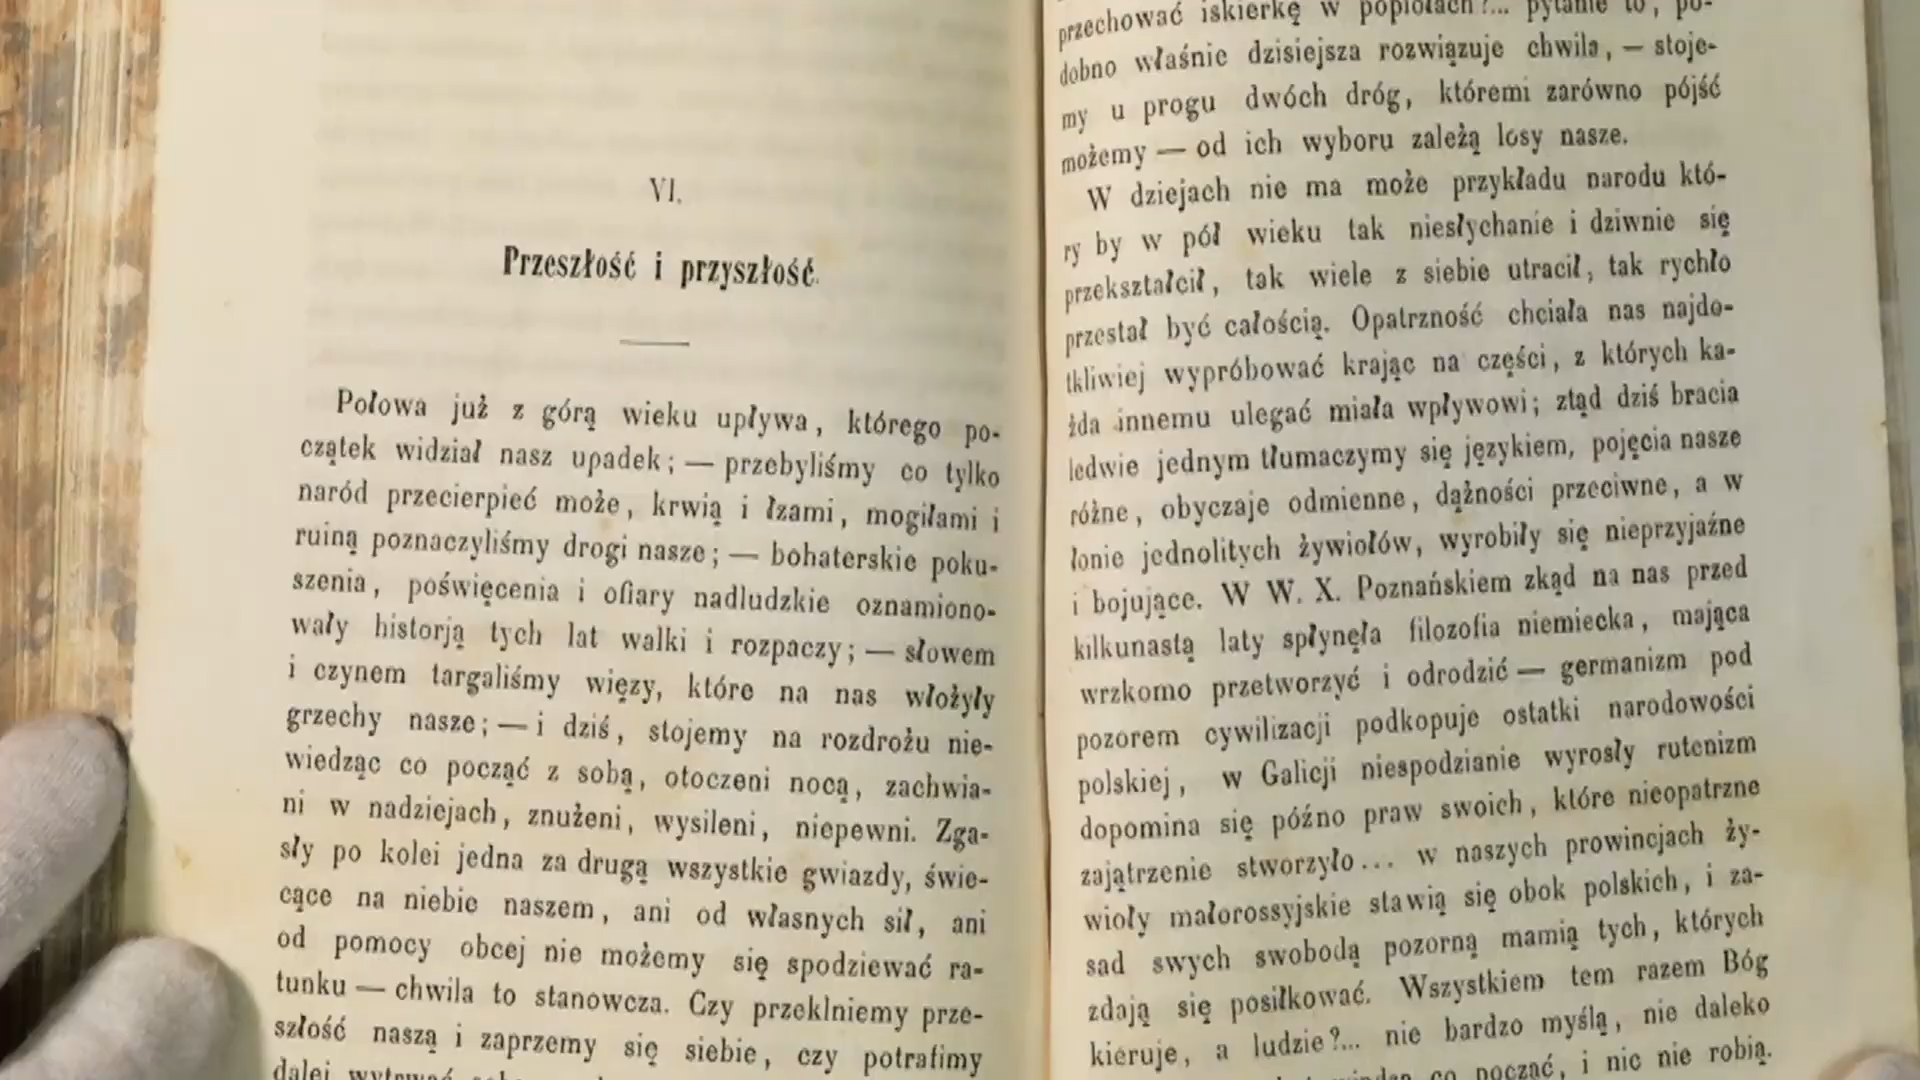 VI.
Przeszłość i przyszłość.
Połowa już z górą wieku upływa, którego po-
czątek widział nasz upadek; — przebyliśmy co tylko
naród przecierpieć może, krwią i łzami, mogiłami i
ruiną poznaczyliśmy drogi nasze; — bohaterskie poku-
szenia, poświęcenia i ofiary nadludzkie oznamiono-
wały historją tych lat walki i rozpaczy; — słowem
i czynem targaliśmy więzy, które na nas włożyły
grzechy nasze; — i dziś, stojemy na rozdrożu nie-
wiedząc co począć z sobą, otoczeni nocą, zachwia-
ni w nadziejach, znużeni, wysileni, niepewni. Zga-
sły po kolei jedna za drugą wszystkie gwiazdy, świe-
cące na niebie naszem, ani od własnych sił, ani
od pomocy obcej nie możemy się spodziewać ra-
tunku — chwila to stanowcza. Czy przeklniemy prze-
szłość naszą i zaprzemy się siebie, czy potrafimy
dalej
przechować iskierkę w popiołach?... pytanie to, po-
dobno właśnie dzisiejsza rozwiązuje chwila, — stoje-
my u progu dwóch dróg, któremi zarówno pójść
możemy — od ich wyboru zależą losy nasze.
W dziejach nie ma może przykładu narodu któ-
ry by w pół wieku tak niesłychanie i dziwnie się
przekształcił, tak wiele z siebie utracił, tak rychło
przestał być całością. Opatrzność chciała nas najdo-
tkliwiej wypróbować krając na części, z których ka-
żda innemu ulegać miała wpływowi; ztąd dziś bracia
ledwie jednym tłumaczymy się językiem, pojęcia nasze
różne, obyczaje odmienne, dążności przeciwne, a w
łonie jednolitych żywiołów, wyrobiły się nieprzyjaźne
i bojujące. W W. X. Poznańskiem zkąd na nas przed
kilkunastą laty spłynęła filozofia niemiecka, mająca
wrzkomo przetworzyć i odrodzić — germanizm pod
pozorem cywilizacji podkopuje ostatki narodowości
polskiej, w Galicji niespodzianie wyrosły rutenizm
dopomina się późno praw swoich, które nieopatrzne
zajątrzenie stworzyło... w naszych prowincjach ży-
wioły małorossyjskie stawią się obok polskich, i za-
sad swych swobodą pozorną mamią tych, których
zdają się posiłkować. Wszystkiem tem razem Bóg
kieruje, a ludzie?... nie bardzo myślą, nie daleko
co począć, i nic nie robią.